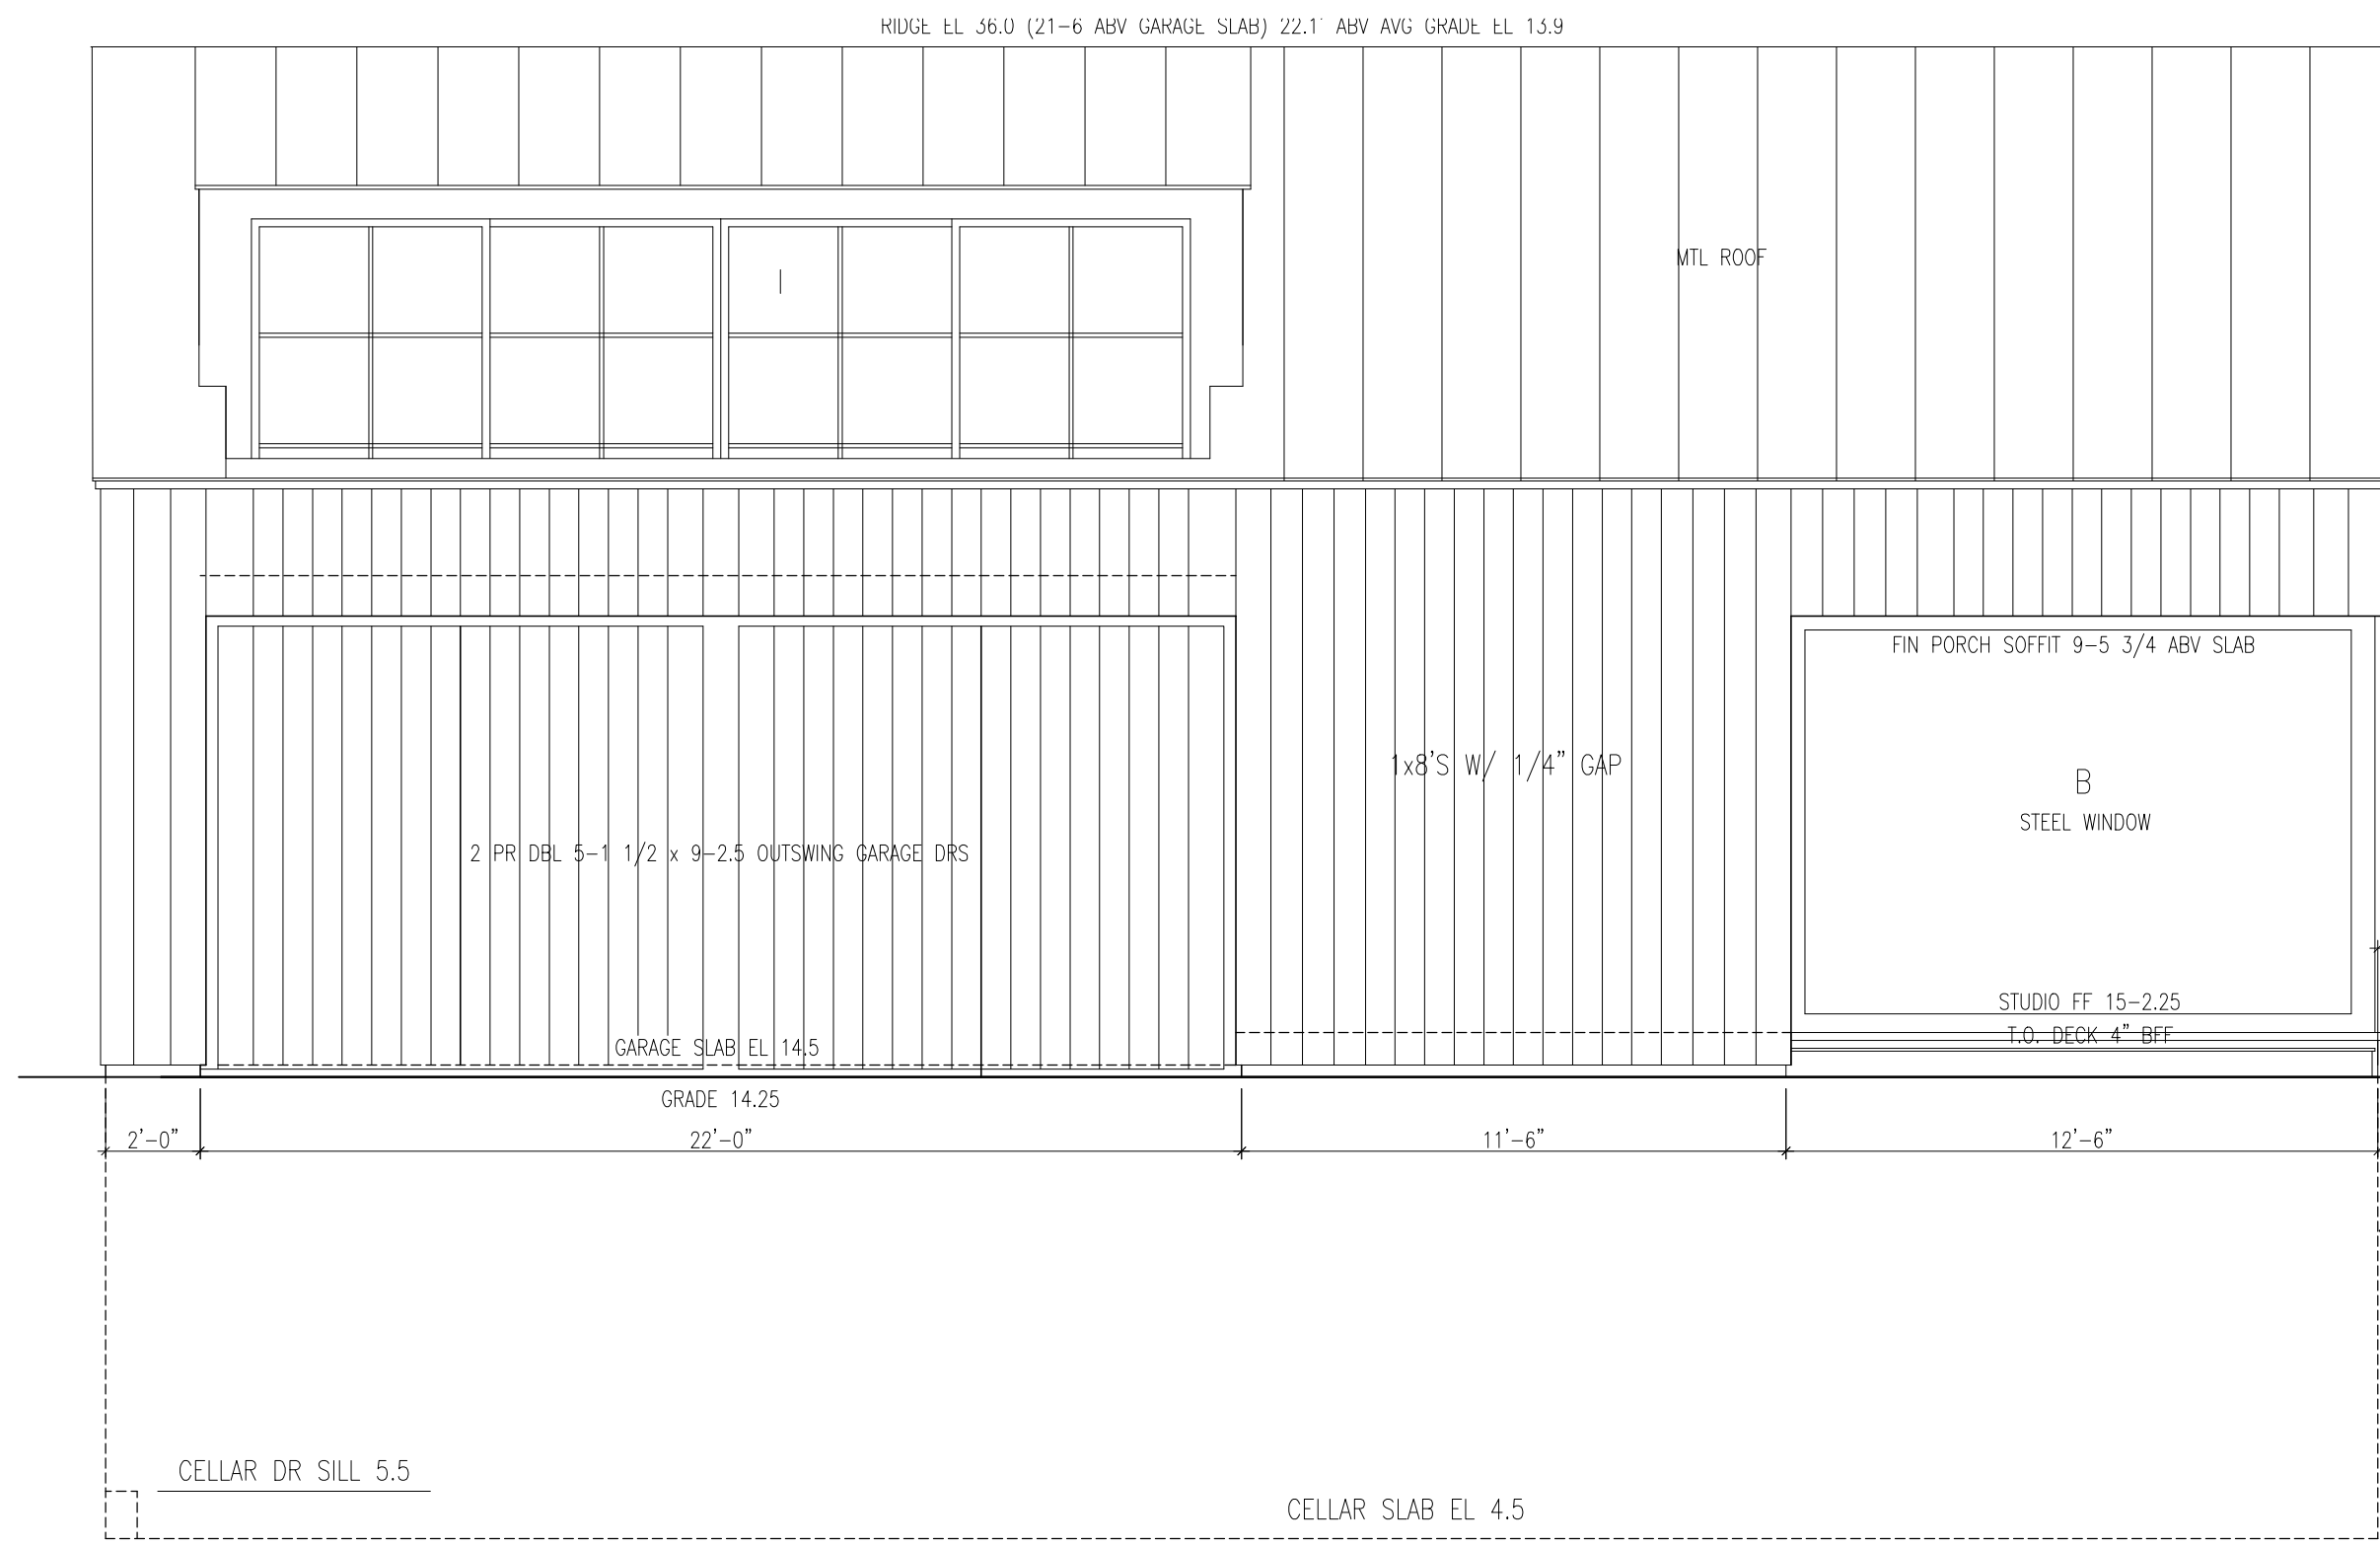 RIDGE EL 36.0 (21-6 ABV GARAGE SLAB) 22.1' ABV AVG GRADE EL 13.9
MTL ROOF
I
FIN PORCH SOFFIT 9-5 3/4 ABV SLAB
1x8'S W/ 1/4" GAP
B
STEEL WINDOW
2 PR DBL 5-1 1/2 x 9-2.5 OUTSWING GARAGE DRS
STUDIO FF 15-2.25
T.O. DECK 4" BFF
GARAGE SLAB EL 14.5
GRADE 14.25
2'-0" 22'-0" 11'-6" 12'-6"
CELLAR DR SILL 5.5
CELLAR SLAB EL 4.5